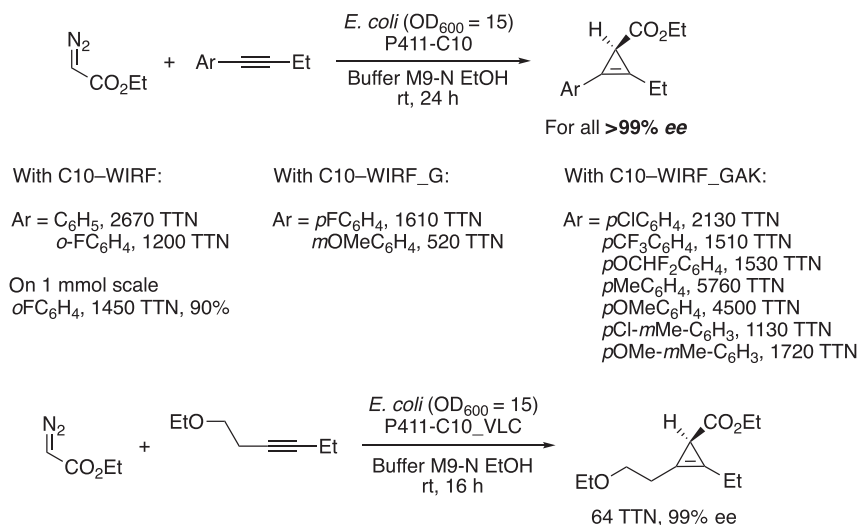 E. coli (OD₆₀₀ = 15)
P411-C10
N₂ CO₂Et + Ar Et
Buffer M9-N EtOH
rt, 24 h
H CO₂Et Ar Et
For all >99% ee
With C10–WIRF:
Ar = C₆H₅, 2670 TTN
o-FC₆H₄, 1200 TTN
On 1 mmol scale
oFC₆H₄, 1450 TTN, 90%
With C10–WIRF_G:
Ar = pFC₆H₄, 1610 TTN
mOMeC₆H₄, 520 TTN
With C10–WIRF_GAK:
Ar = pClC₆H₄, 2130 TTN
pCF₃C₆H₄, 1510 TTN
pOCHF₂C₆H₄, 1530 TTN
pMeC₆H₄, 5760 TTN
pOMeC₆H₄, 4500 TTN
pCl-mMe-C₆H₃, 1130 TTN
pOMe-mMe-C₆H₃, 1720 TTN
N₂ CO₂Et + EtO Et
E. coli (OD₆₀₀ = 15)
P411-C10_VLC
Buffer M9-N EtOH
rt, 16 h
H CO₂Et EtO Et
64 TTN, 99% ee